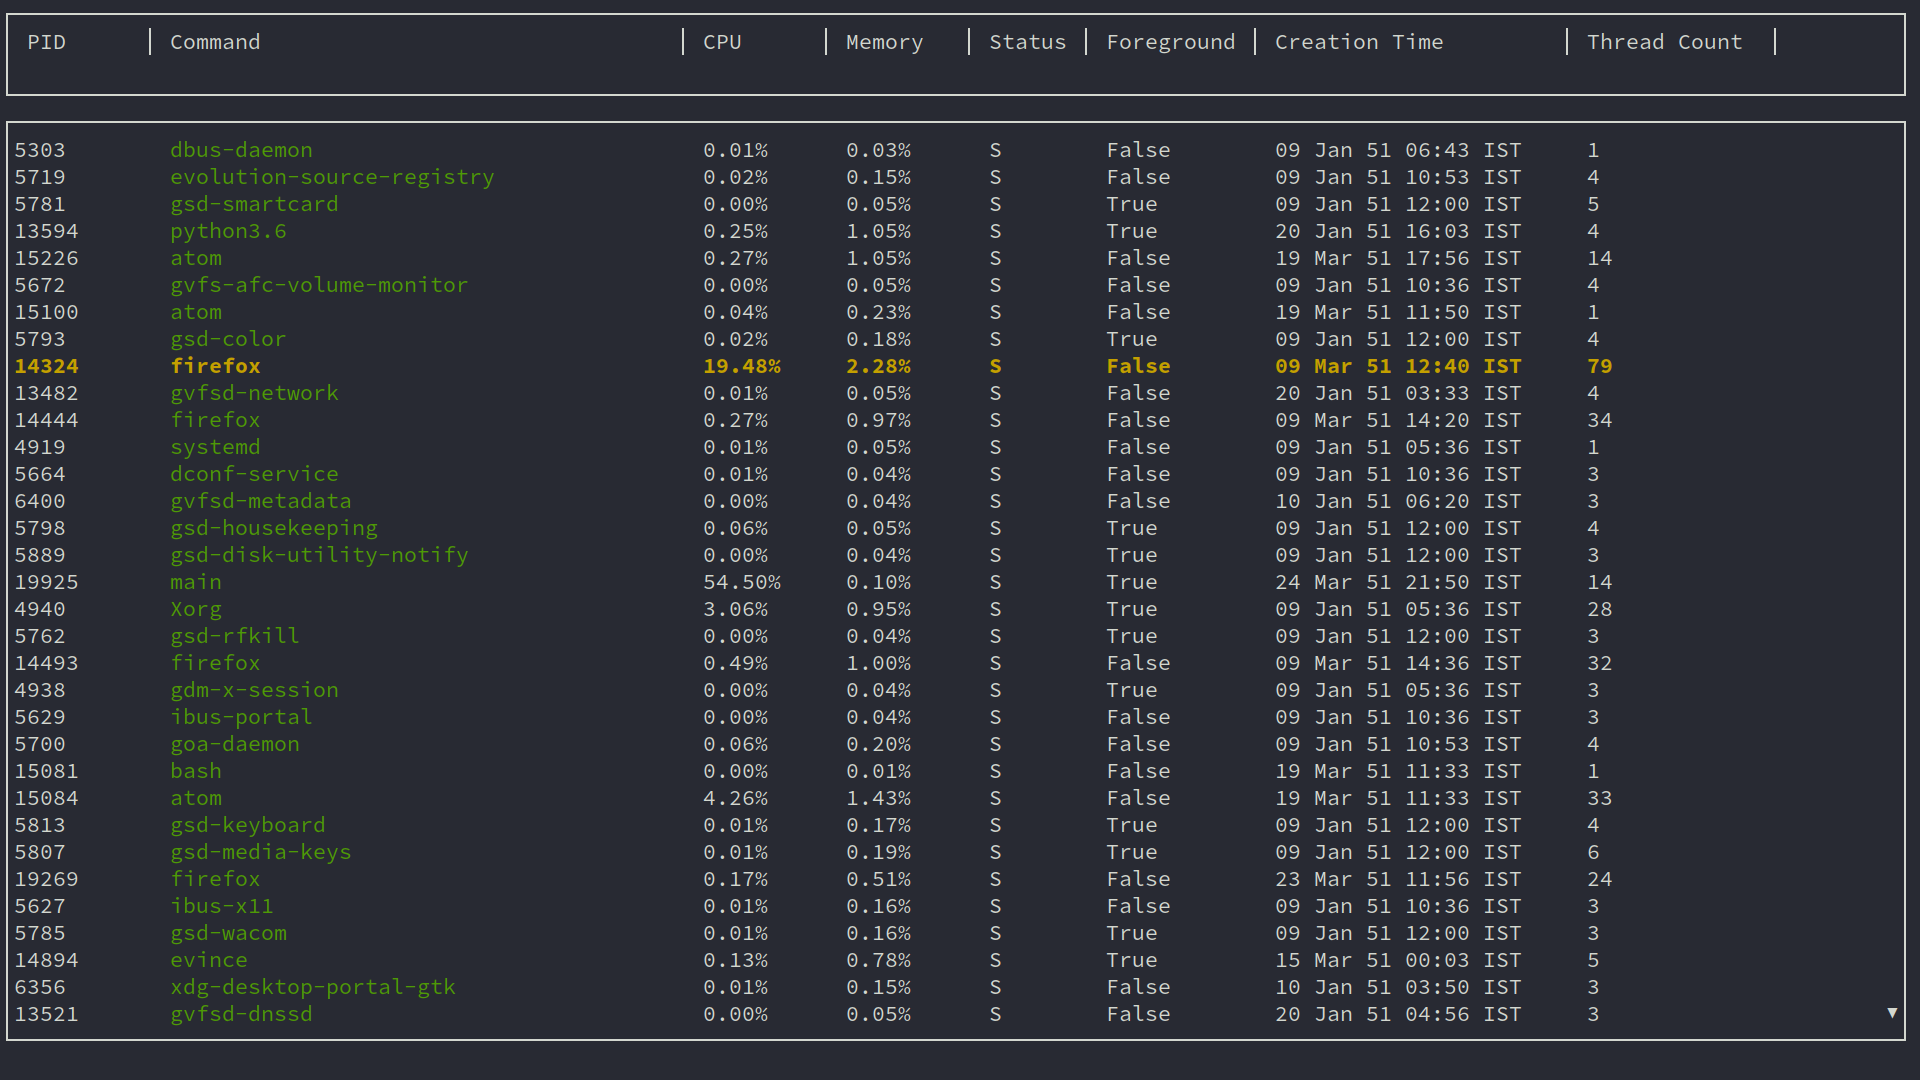 PID | Command | CPU | Memory | Status | Foreground | Creation Time | Thread Count |
5303 dbus-daemon 0.01% 0.03% S False 09 Jan 51 06:43 IST 1
5719 evolution-source-registry 0.02% 0.15% S False 09 Jan 51 10:53 IST 4
5781 gsd-smartcard 0.00% 0.05% S True 09 Jan 51 12:00 IST 5
13594 python3.6 0.25% 1.05% S True 20 Jan 51 16:03 IST 4
15226 atom 0.27% 1.05% S False 19 Mar 51 17:56 IST 14
5672 gvfs-afc-volume-monitor 0.00% 0.05% S False 09 Jan 51 10:36 IST 4
15100 atom 0.04% 0.23% S False 19 Mar 51 11:50 IST 1
5793 gsd-color 0.02% 0.18% S True 09 Jan 51 12:00 IST 4
14324 firefox 19.48% 2.28% S False 09 Mar 51 12:40 IST 79
13482 gvfsd-network 0.01% 0.05% S False 20 Jan 51 03:33 IST 4
14444 firefox 0.27% 0.97% S False 09 Mar 51 14:20 IST 34
4919 systemd 0.01% 0.05% S False 09 Jan 51 05:36 IST 1
5664 dconf-service 0.01% 0.04% S False 09 Jan 51 10:36 IST 3
6400 gvfsd-metadata 0.00% 0.04% S False 10 Jan 51 06:20 IST 3
5798 gsd-housekeeping 0.06% 0.05% S True 09 Jan 51 12:00 IST 4
5889 gsd-disk-utility-notify 0.00% 0.04% S True 09 Jan 51 12:00 IST 3
19925 main 54.50% 0.10% S True 24 Mar 51 21:50 IST 14
4940 Xorg 3.06% 0.95% S True 09 Jan 51 05:36 IST 28
5762 gsd-rfkill 0.00% 0.04% S True 09 Jan 51 12:00 IST 3
14493 firefox 0.49% 1.00% S False 09 Mar 51 14:36 IST 32
4938 gdm-x-session 0.00% 0.04% S True 09 Jan 51 05:36 IST 3
5629 ibus-portal 0.00% 0.04% S False 09 Jan 51 10:36 IST 3
5700 goa-daemon 0.06% 0.20% S False 09 Jan 51 10:53 IST 4
15081 bash 0.00% 0.01% S False 19 Mar 51 11:33 IST 1
15084 atom 4.26% 1.43% S False 19 Mar 51 11:33 IST 33
5813 gsd-keyboard 0.01% 0.17% S True 09 Jan 51 12:00 IST 4
5807 gsd-media-keys 0.01% 0.19% S True 09 Jan 51 12:00 IST 6
19269 firefox 0.17% 0.51% S False 23 Mar 51 11:56 IST 24
5627 ibus-x11 0.01% 0.16% S False 09 Jan 51 10:36 IST 3
5785 gsd-wacom 0.01% 0.16% S True 09 Jan 51 12:00 IST 3
14894 evince 0.13% 0.78% S True 15 Mar 51 00:03 IST 5
6356 xdg-desktop-portal-gtk 0.01% 0.15% S False 10 Jan 51 03:50 IST 3
13521 gvfsd-dnssd 0.00% 0.05% S False 20 Jan 51 04:56 IST 3 ▼